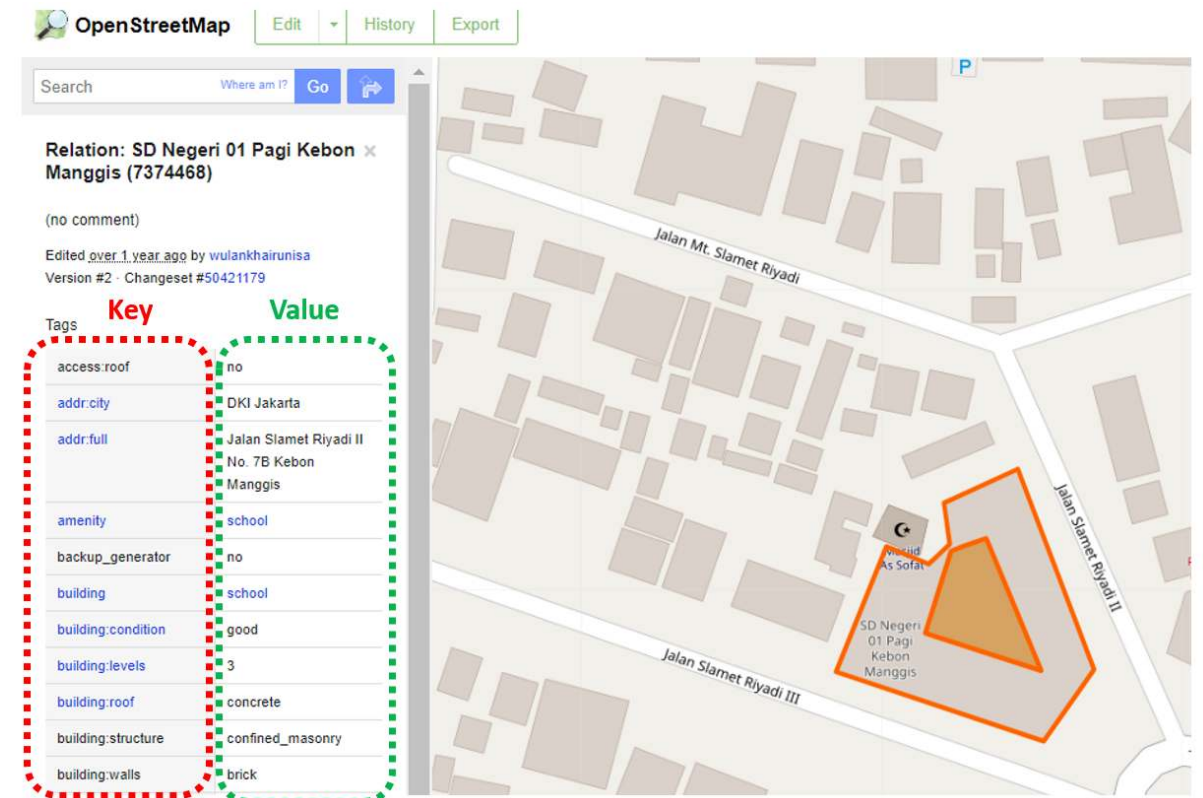 OpenStreetMap
Edit
History
Export
Search
Where am I?
Go
Relation: SD Negeri 01 Pagi Kebon
Manggis (7374468)
×
(no comment)
Edited over 1 year ago by wulankhairunisa
Version #2 · Changeset #50421179
Key
Value
Tags
access:roof no
addr:city DKI Jakarta
addr:full Jalan Slamet Riyadi II
No. 7B Kebon
Manggis
amenity school
backup_generator no
building school
building:condition good
building:levels 3
building:roof concrete
building:structure confined_masonry
building:walls brick
P
Jalan Mt. Slamet Riyadi
Jalan Slamet Riyadi II
Masjid
As Sofat
SD Negeri
01 Pagi
Kebon
Manggis
Jalan Slamet Riyadi III